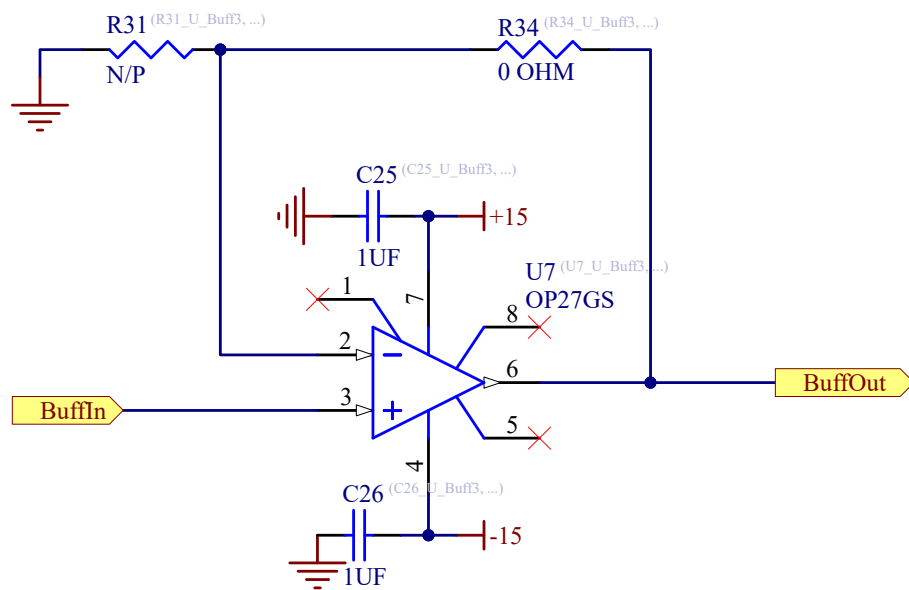 R31 (R31_U_Buff3, ...)
N/P
R34 (R34_U_Buff3, ...)
0 OHM
C25 (C25_U_Buff3, ...)
+15
1UF
U7 (U7_U_Buff3, ...)
OP27GS
1
7
8
2
6
BuffOut
BuffIn
3
5
4
C26 (C26_U_Buff3, ...)
-15
1UF